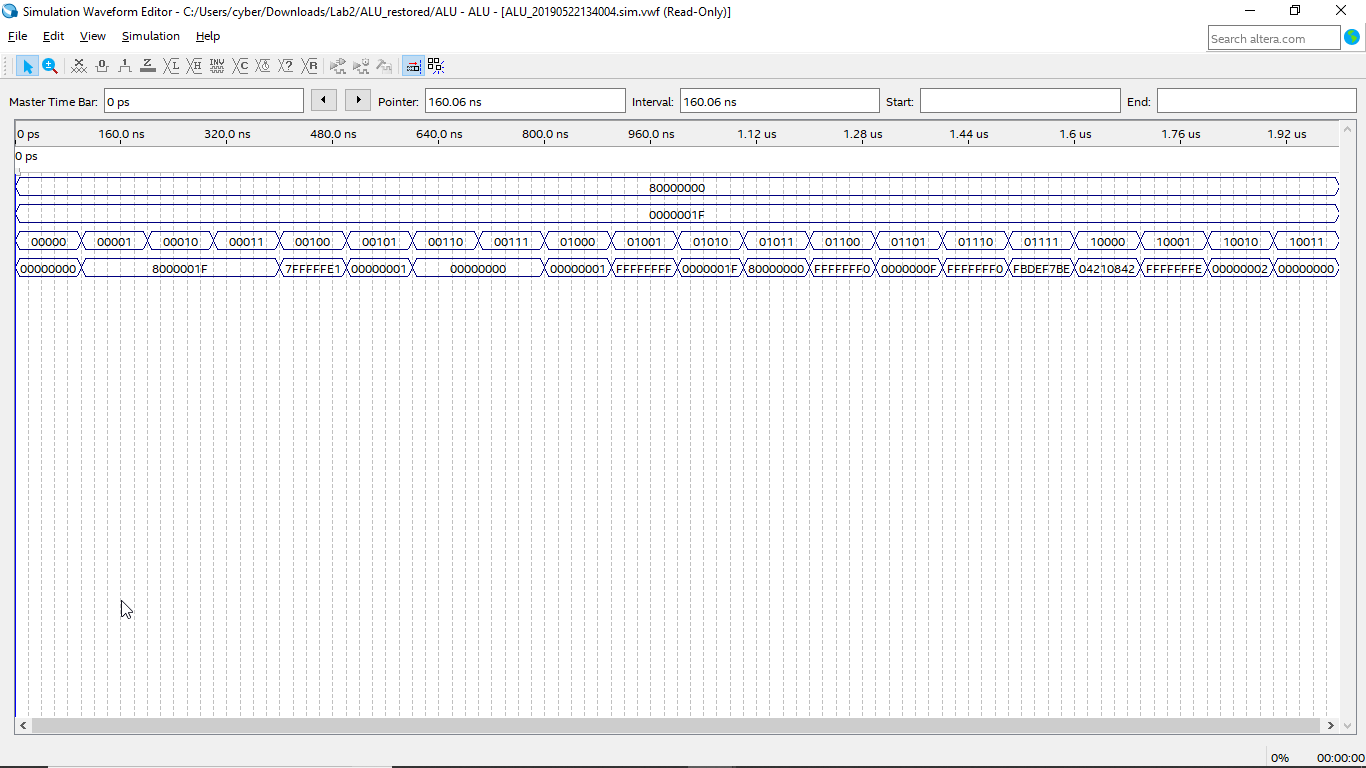 Simulation Waveform Editor - C:/Users/cyber/Downloads/Lab2/ALU_restored/ALU - ALU - [ALU_20190522134004.sim.vwf (Read-Only)]
File Edit View Simulation Help
Search altera.com
Master Time Bar: 0 ps Pointer: 160.06 ns Interval: 160.06 ns Start: End:
0 ps 160.0 ns 320.0 ns 480.0 ns 640.0 ns 800.0 ns 960.0 ns 1.12 us 1.28 us 1.44 us 1.6 us 1.76 us 1.92 us
0 ps
80000000
0000001F
00000 00001 00010 00011 00100 00101 00110 00111 01000 01001 01010 01011 01100 01101 01110 01111 10000 10001 10010 10011
00000000 8000001F 7FFFFFE1 00000001 00000000 00000001 FFFFFFFF 0000001F 80000000 FFFFFFF0 0000000F FFFFFFF0 FBDEF7BE 04210842 FFFFFFFE 00000002 00000000
0% 00:00:00